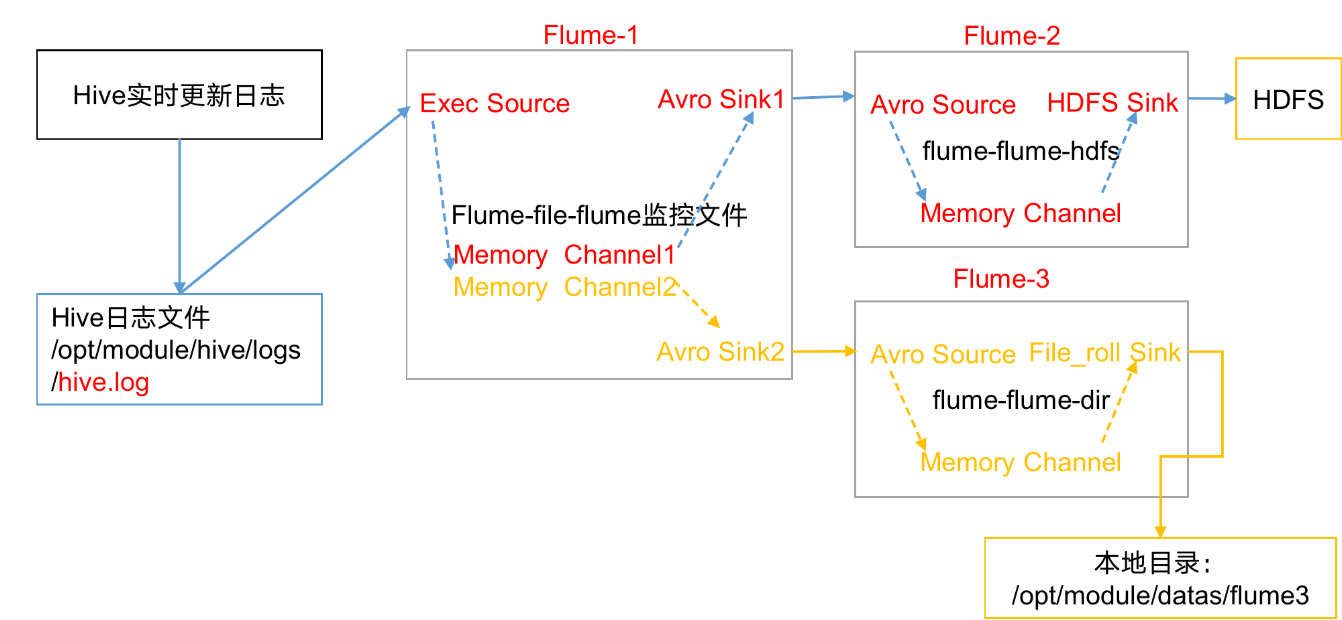 Flume-1
Flume-2
Hive实时更新日志
Exec Source
Avro Sink1
Avro Source
HDFS Sink
HDFS
flume-flume-hdfs
Flume-file-flume监控文件
Memory Channel
Memory Channel1
Memory Channel2
Flume-3
Hive日志文件
/opt/module/hive/logs
/hive.log
Avro Sink2
Avro Source
File_roll Sink
flume-flume-dir
Memory Channel
本地目录:
/opt/module/datas/flume3